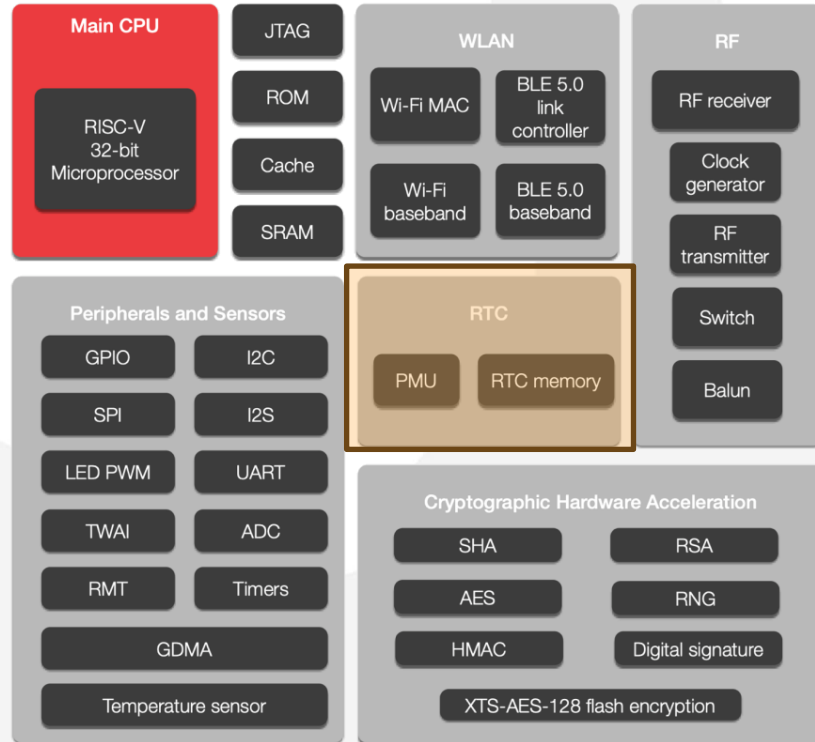 Main CPU
RISC-V
32-bit
Microprocessor
JTAG
ROM
Cache
SRAM
WLAN
Wi-Fi MAC
BLE 5.0
link
controller
Wi-Fi
baseband
BLE 5.0
baseband
RF
RF receiver
Clock
generator
RF
transmitter
Switch
Balun
Peripherals and Sensors
GPIO
I2C
SPI
I2S
LED PWM
UART
TWAI
ADC
RMT
Timers
GDMA
Temperature sensor
RTC
PMU
RTC memory
Cryptographic Hardware Acceleration
SHA
RSA
AES
RNG
HMAC
Digital signature
XTS-AES-128 flash encryption